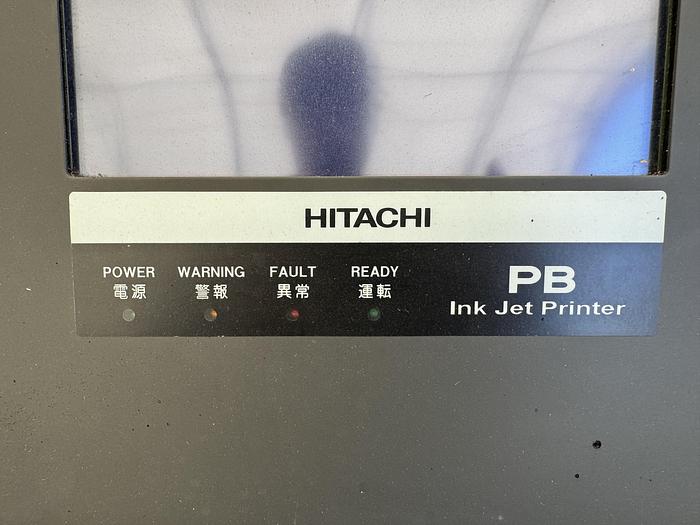 HITACHI
POWER WARNING FAULT READY
電源 警報 異常 運転
PB
Ink Jet Printer